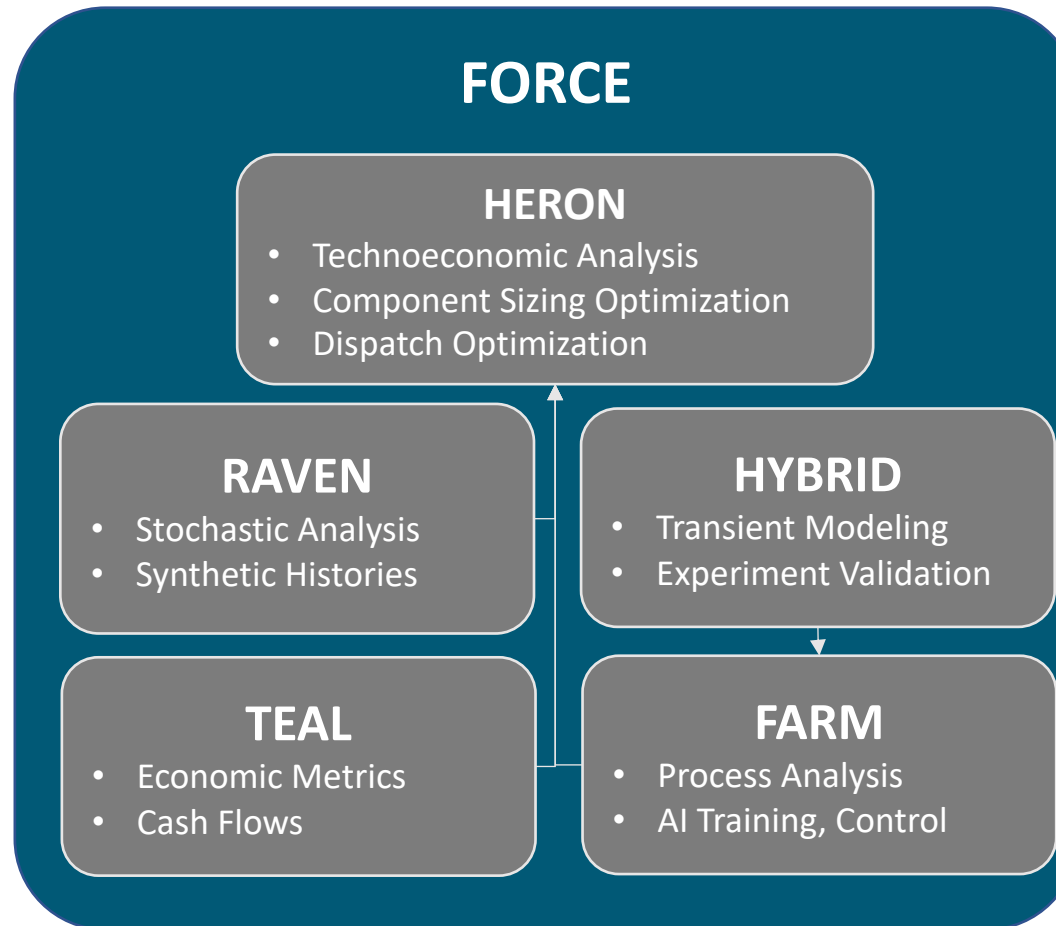 FORCE
HERON
• Technoeconomic Analysis
• Component Sizing Optimization
• Dispatch Optimization
RAVEN
• Stochastic Analysis
• Synthetic Histories
HYBRID
• Transient Modeling
• Experiment Validation
TEAL
• Economic Metrics
• Cash Flows
FARM
• Process Analysis
• AI Training, Control